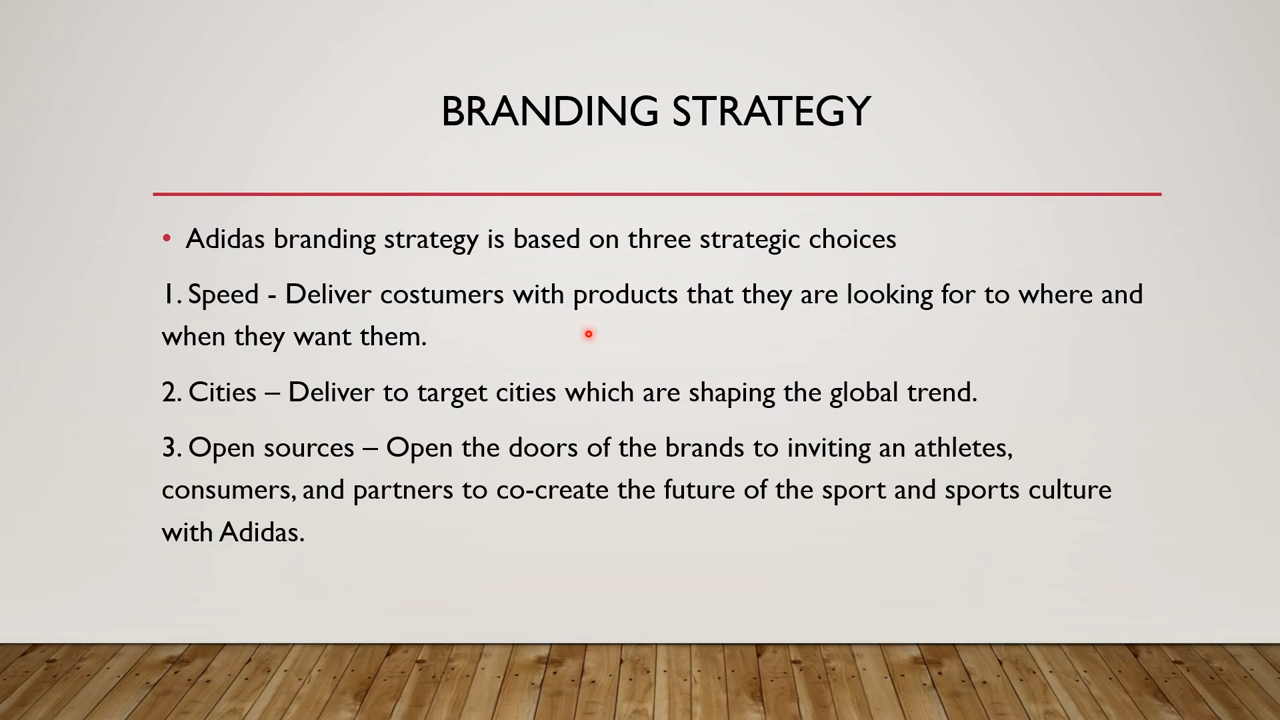 BRANDING STRATEGY
• Adidas branding strategy is based on three strategic choices
1. Speed - Deliver costumers with products that they are looking for to where and
when they want them.
2. Cities – Deliver to target cities which are shaping the global trend.
3. Open sources – Open the doors of the brands to inviting an athletes,
consumers, and partners to co-create the future of the sport and sports culture
with Adidas.